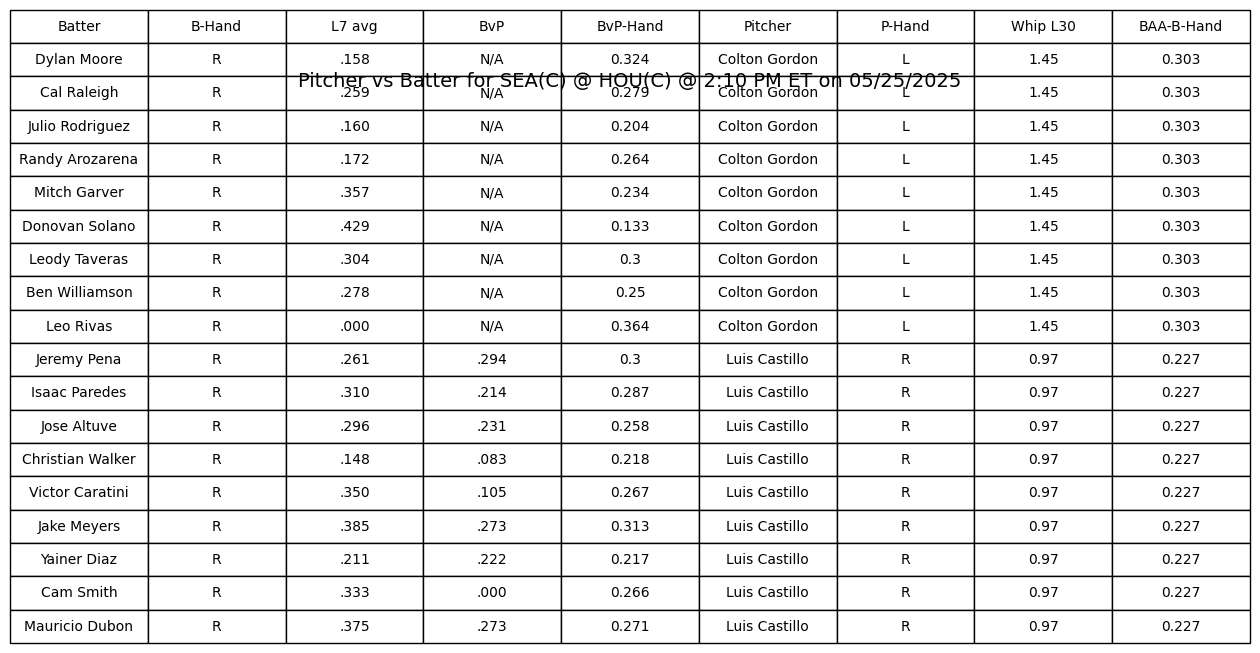 Batter B-Hand L7 avg BvP BvP-Hand Pitcher P-Hand Whip L30 BAA-B-Hand
Dylan Moore R .158 N/A 0.324 Colton Gordon L 1.45 0.303
Pitcher vs Batter for SEA(C) @ HOU(C) @ 2:10 PM ET on 05/25/2025
Cal Raleigh R .259 N/A 0.279 Colton Gordon L 1.45 0.303
Julio Rodriguez R .160 N/A 0.204 Colton Gordon L 1.45 0.303
Randy Arozarena R .172 N/A 0.264 Colton Gordon L 1.45 0.303
Mitch Garver R .357 N/A 0.234 Colton Gordon L 1.45 0.303
Donovan Solano R .429 N/A 0.133 Colton Gordon L 1.45 0.303
Leody Taveras R .304 N/A 0.3 Colton Gordon L 1.45 0.303
Ben Williamson R .278 N/A 0.25 Colton Gordon L 1.45 0.303
Leo Rivas R .000 N/A 0.364 Colton Gordon L 1.45 0.303
Jeremy Pena R .261 .294 0.3 Luis Castillo R 0.97 0.227
Isaac Paredes R .310 .214 0.287 Luis Castillo R 0.97 0.227
Jose Altuve R .296 .231 0.258 Luis Castillo R 0.97 0.227
Christian Walker R .148 .083 0.218 Luis Castillo R 0.97 0.227
Victor Caratini R .350 .105 0.267 Luis Castillo R 0.97 0.227
Jake Meyers R .385 .273 0.313 Luis Castillo R 0.97 0.227
Yainer Diaz R .211 .222 0.217 Luis Castillo R 0.97 0.227
Cam Smith R .333 .000 0.266 Luis Castillo R 0.97 0.227
Mauricio Dubon R .375 .273 0.271 Luis Castillo R 0.97 0.227